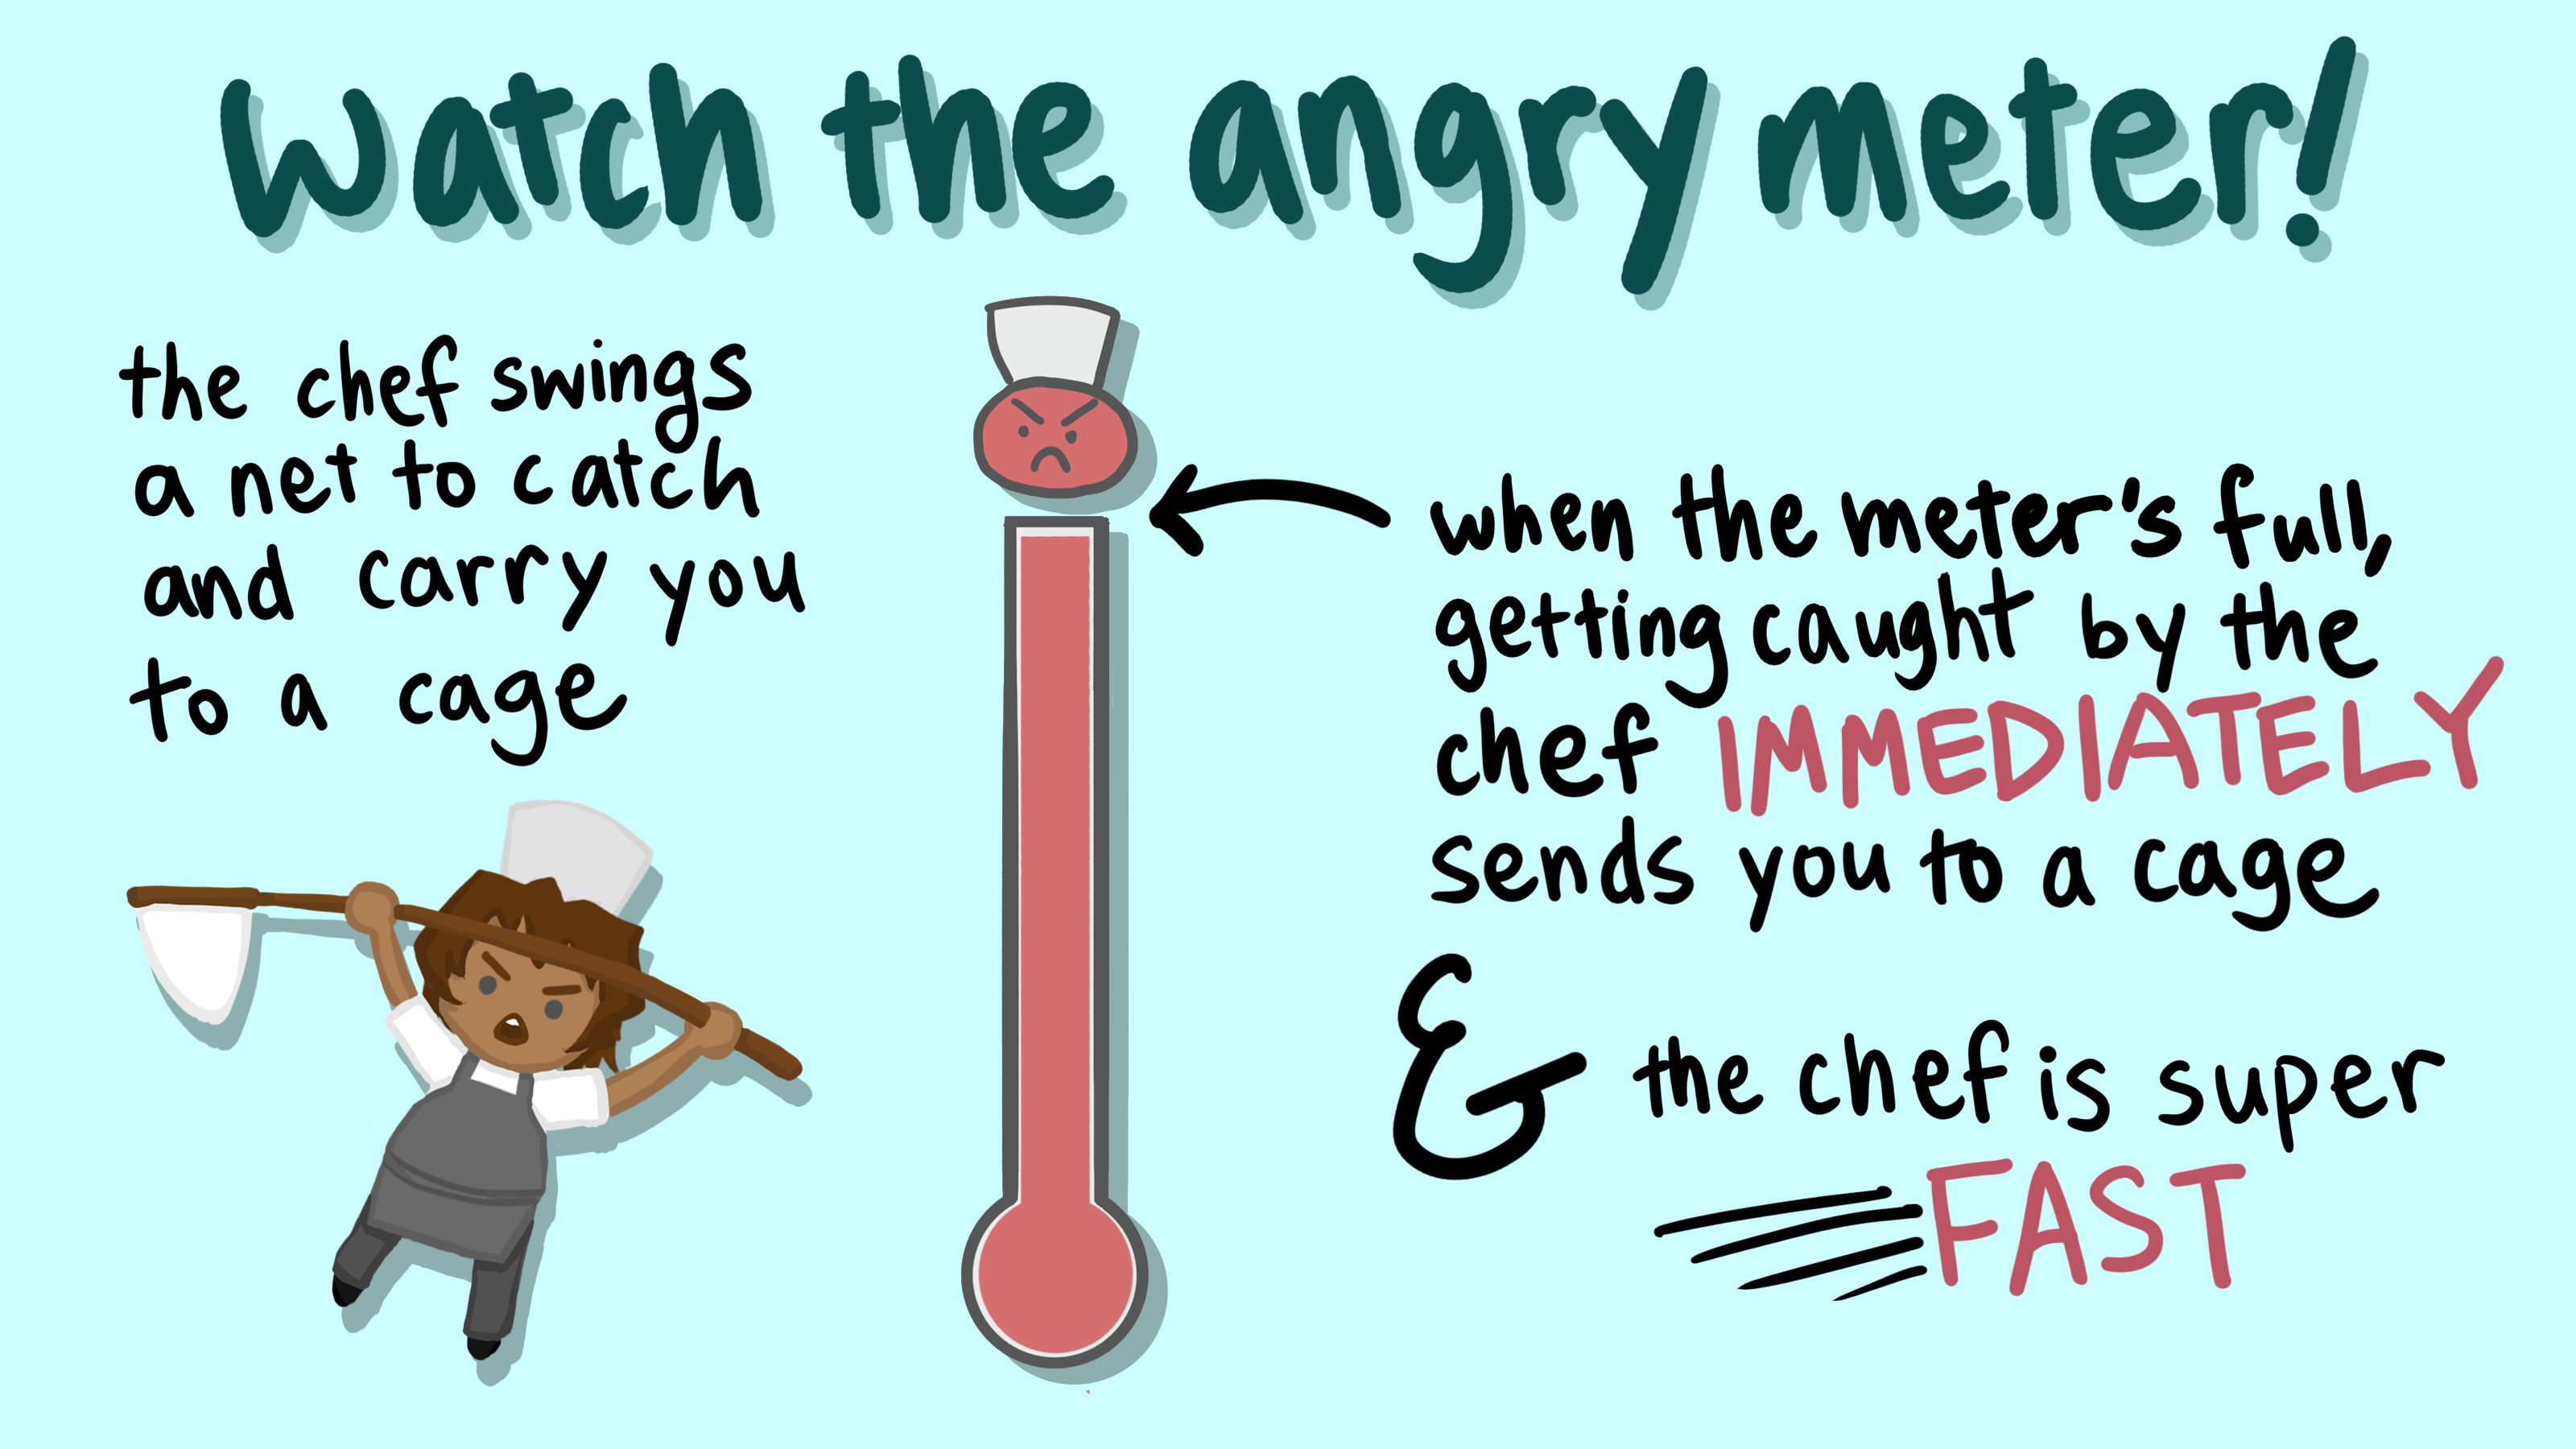 Watch the angry meter!
the chef swings
a net to catch
and carry you
to a cage
when the meter's full,
getting caught by the
chef IMMEDIATELY
sends you to a cage
& the chef is super
FAST